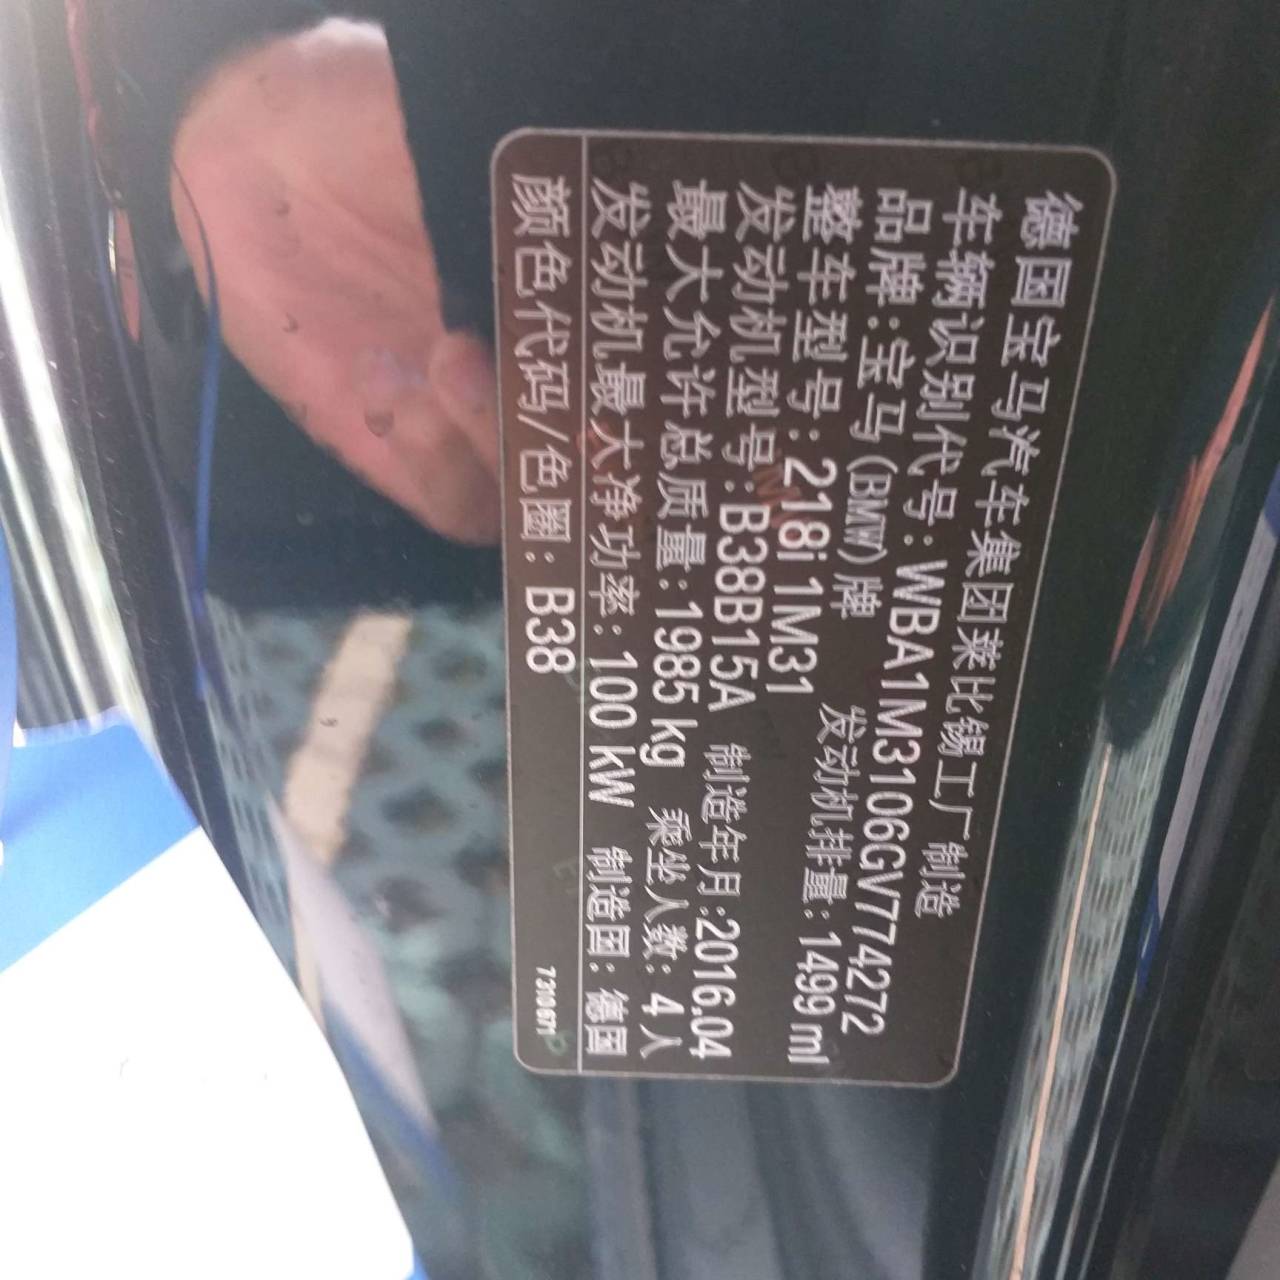 德国宝马汽车集团莱比锡工厂 制造
车辆识别代号: WBA1M3106GV774272
品牌: 宝马(BMW)牌 发动机排量: 1499 ml
整车型号: 218i 1M31
发动机型号: B38B15A 制造年月: 2016.04
最大允许总质量: 1985 kg 乘坐人数: 4 人
发动机最大净功率: 100 kW 制造国: 德国
颜色代码/色圈: B38 7310671